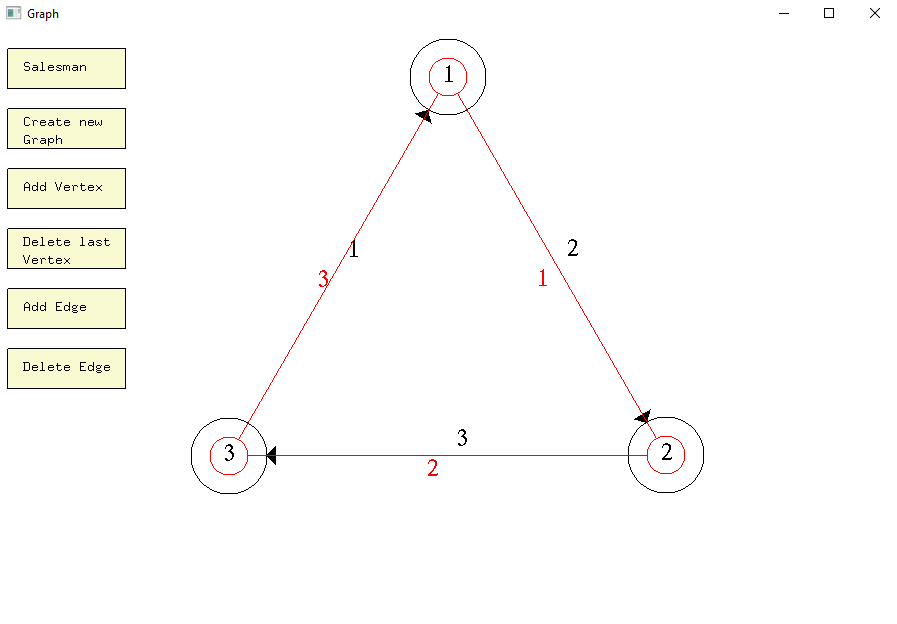 Graph
Salesman
Create new
Graph
Add Vertex
Delete last
Vertex
Add Edge
Delete Edge
1
1
2
3
1
3
3
2
2